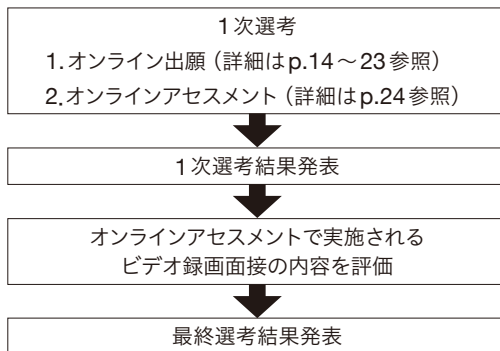 1次選考
1.オンライン出願（詳細はp.14～23参照）
2.オンラインアセスメント（詳細はp.24参照）
1次選考結果発表
オンラインアセスメントで実施される
ビデオ録画面接の内容を評価
最終選考結果発表